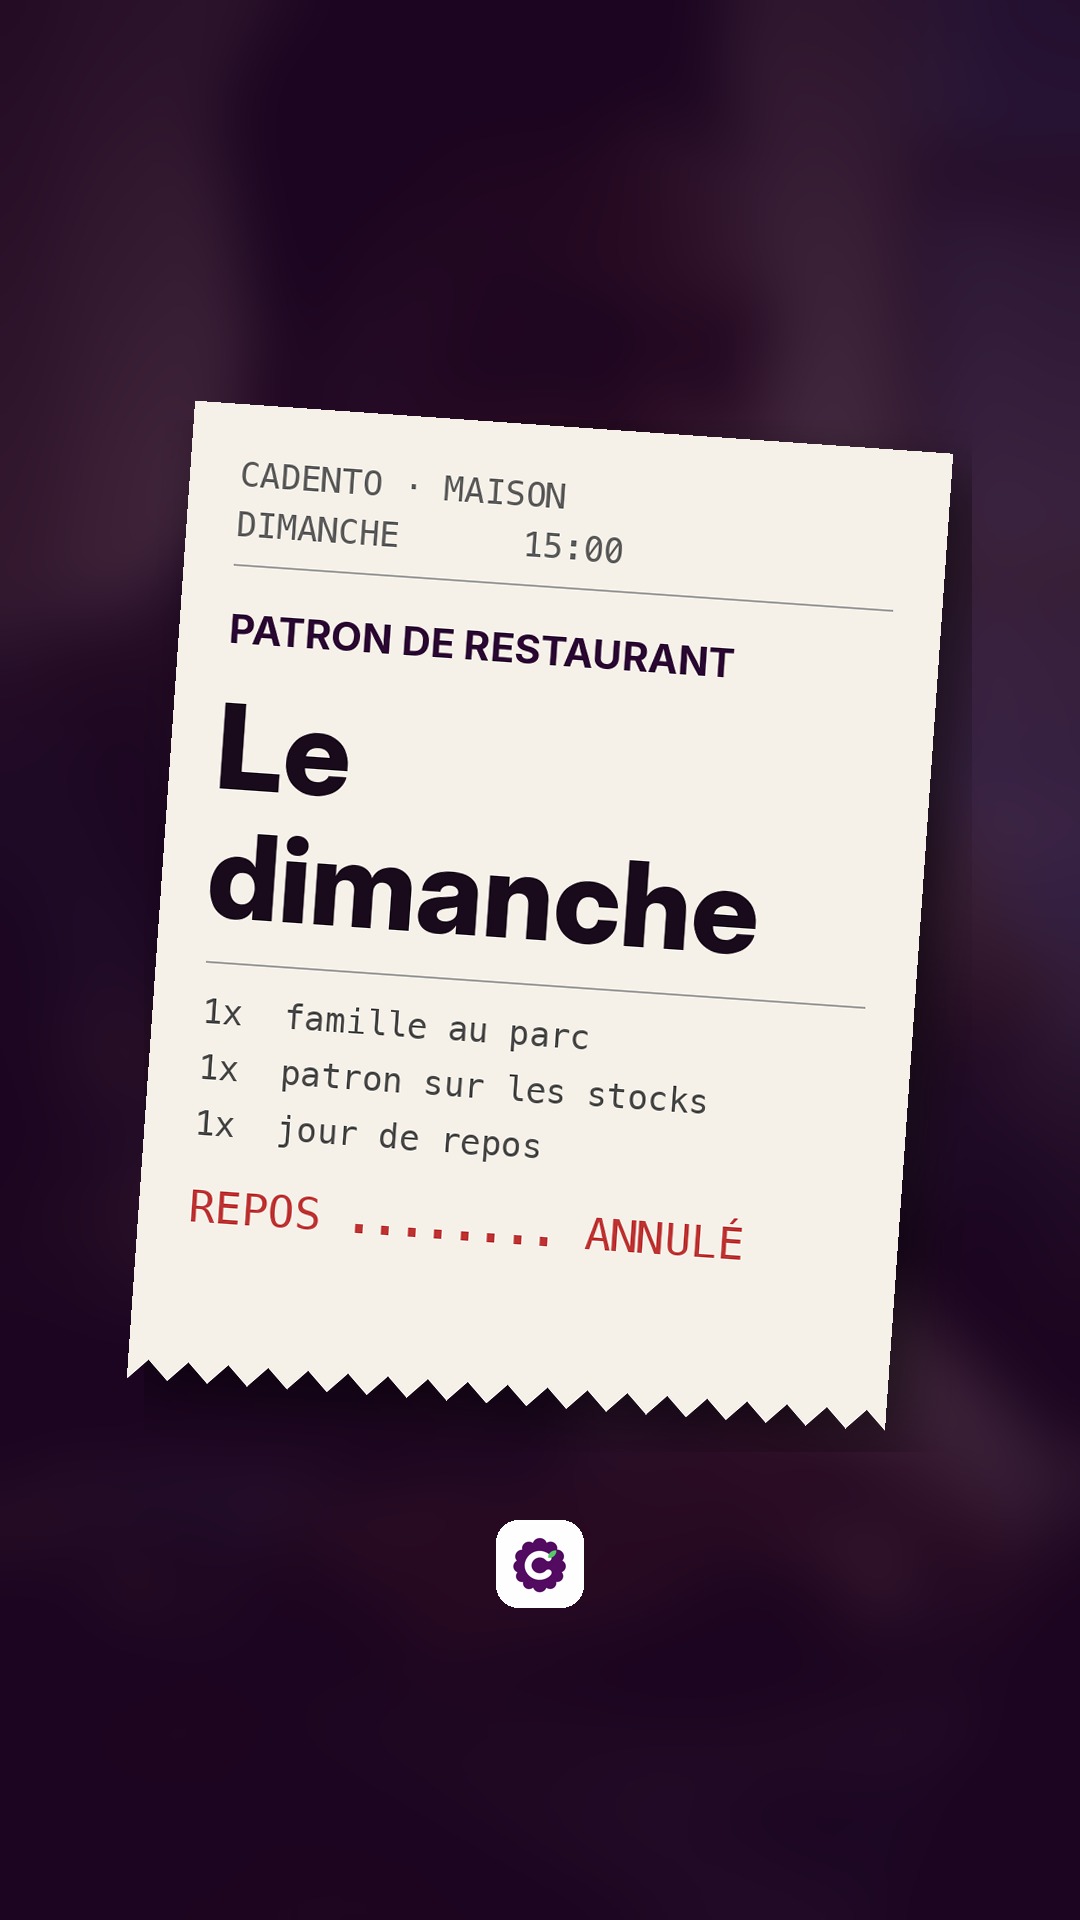 CADENTO · MAISON
DIMANCHE 15:00
PATRON DE RESTAURANT
Le
dimanche
1x famille au parc
1x patron sur les stocks
1x jour de repos
REPOS ........ ANNULÉ